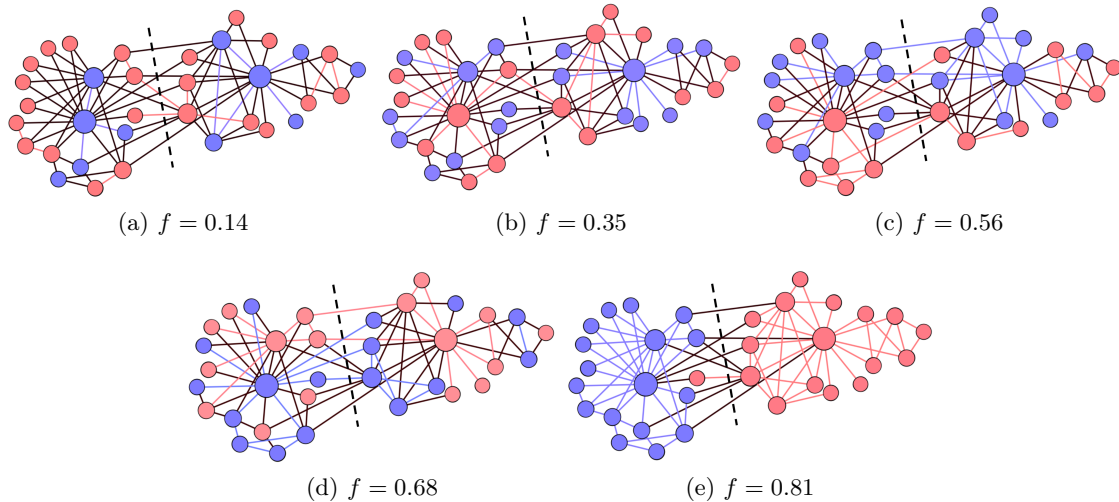 (a) f = 0.14
(b) f = 0.35
(c) f = 0.56
(d) f = 0.68
(e) f = 0.81